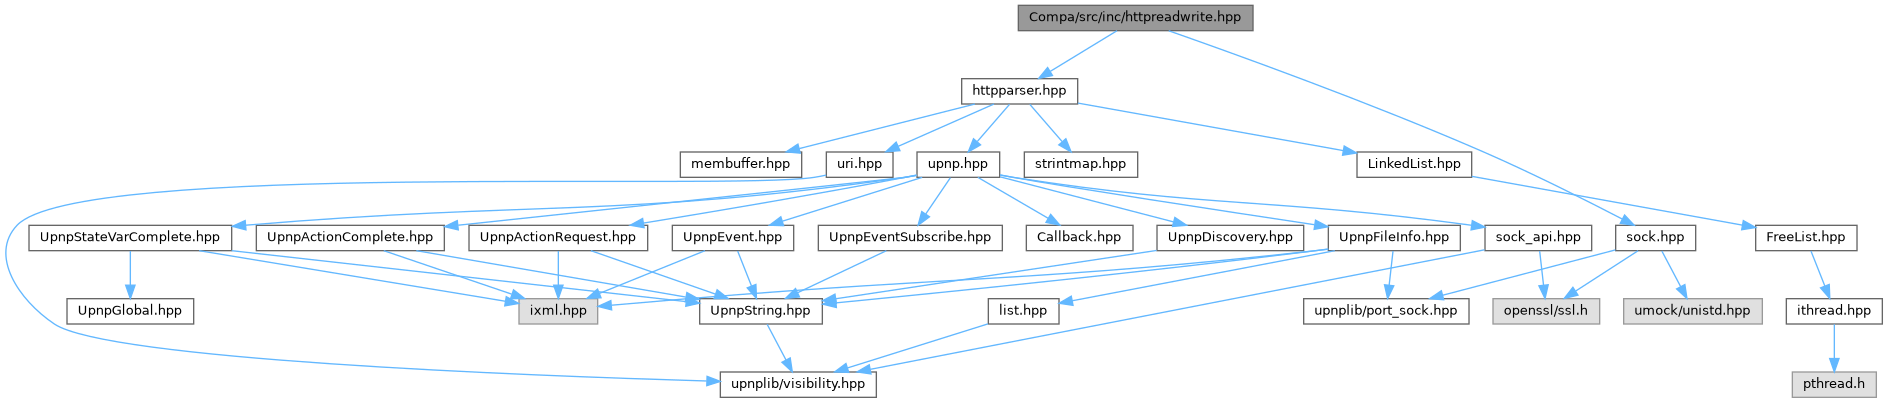 Compa/src/inc/httpreadwrite.hpp
httpparser.hpp
membuffer.hpp
uri.hpp
upnp.hpp
strintmap.hpp
LinkedList.hpp
UpnpStateVarComplete.hpp
UpnpActionComplete.hpp
UpnpActionRequest.hpp
UpnpEvent.hpp
UpnpEventSubscribe.hpp
Callback.hpp
UpnpDiscovery.hpp
UpnpFileInfo.hpp
sock_api.hpp
sock.hpp
FreeList.hpp
UpnpGlobal.hpp
ixml.hpp
UpnpString.hpp
list.hpp
upnplib/port_sock.hpp
openssl/ssl.h
umock/unistd.hpp
ithread.hpp
upnplib/visibility.hpp
pthread.h